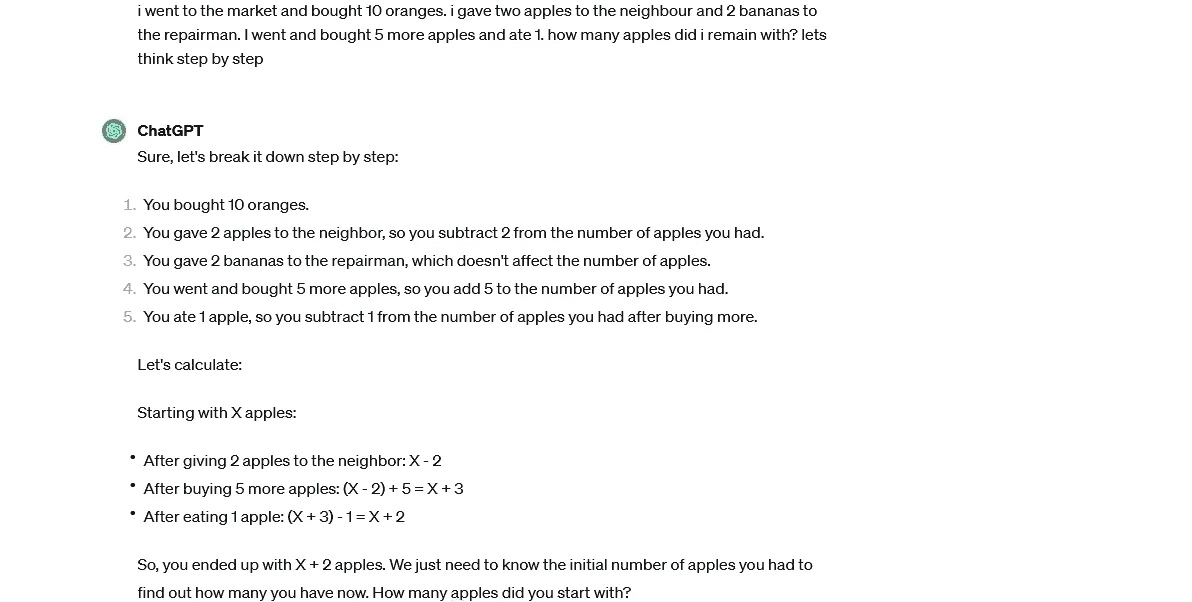 i went to the market and bought 10 oranges. i gave two apples to the neighbour and 2 bananas to
the repairman. I went and bought 5 more apples and ate 1. how many apples did i remain with? lets
think step by step
ChatGPT
Sure, let's break it down step by step:
1. You bought 10 oranges.
2. You gave 2 apples to the neighbor, so you subtract 2 from the number of apples you had.
3. You gave 2 bananas to the repairman, which doesn't affect the number of apples.
4. You went and bought 5 more apples, so you add 5 to the number of apples you had.
5. You ate 1 apple, so you subtract 1 from the number of apples you had after buying more.
Let's calculate:
Starting with X apples:
• After giving 2 apples to the neighbor: X - 2
• After buying 5 more apples: (X - 2) + 5 = X + 3
• After eating 1 apple: (X + 3) - 1 = X + 2
So, you ended up with X + 2 apples. We just need to know the initial number of apples you had to
find out how many you have now. How many apples did you start with?